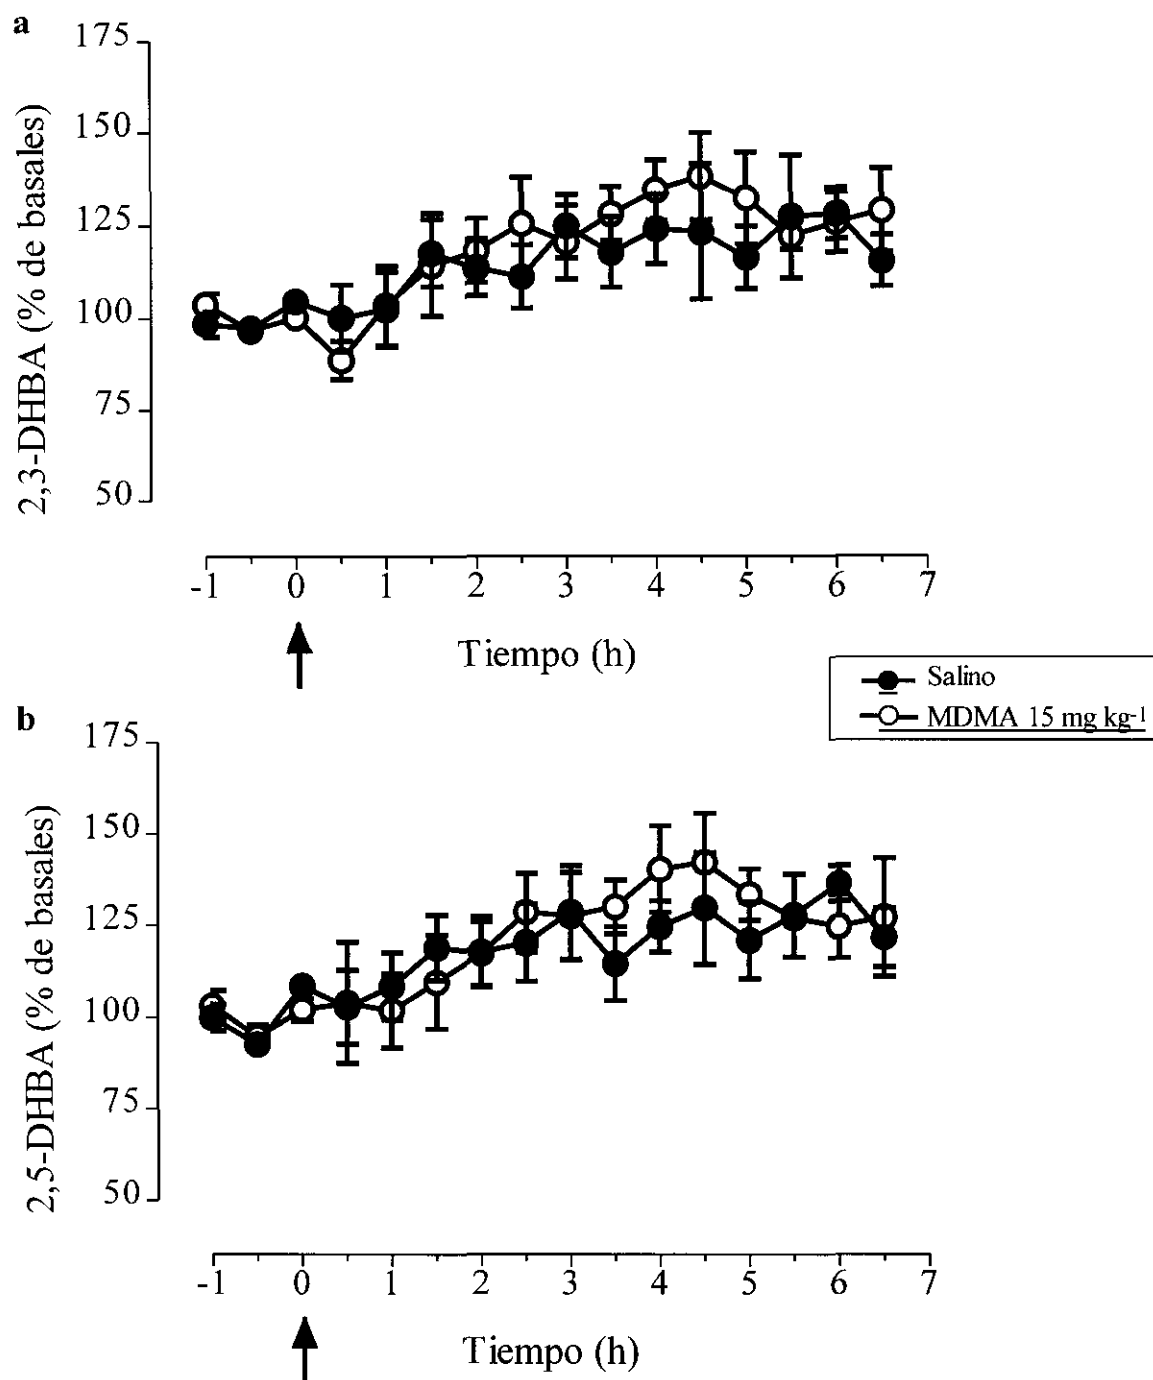 a
175
150
125
100
75
50
2,3-DHBA (% de basales)
-1 0 1 2 3 4 5 6 7
Tiempo (h)
Salino
MDMA 15 mg kg-1
b
175
150
125
100
75
50
2,5-DHBA (% de basales)
-1 0 1 2 3 4 5 6 7
Tiempo (h)